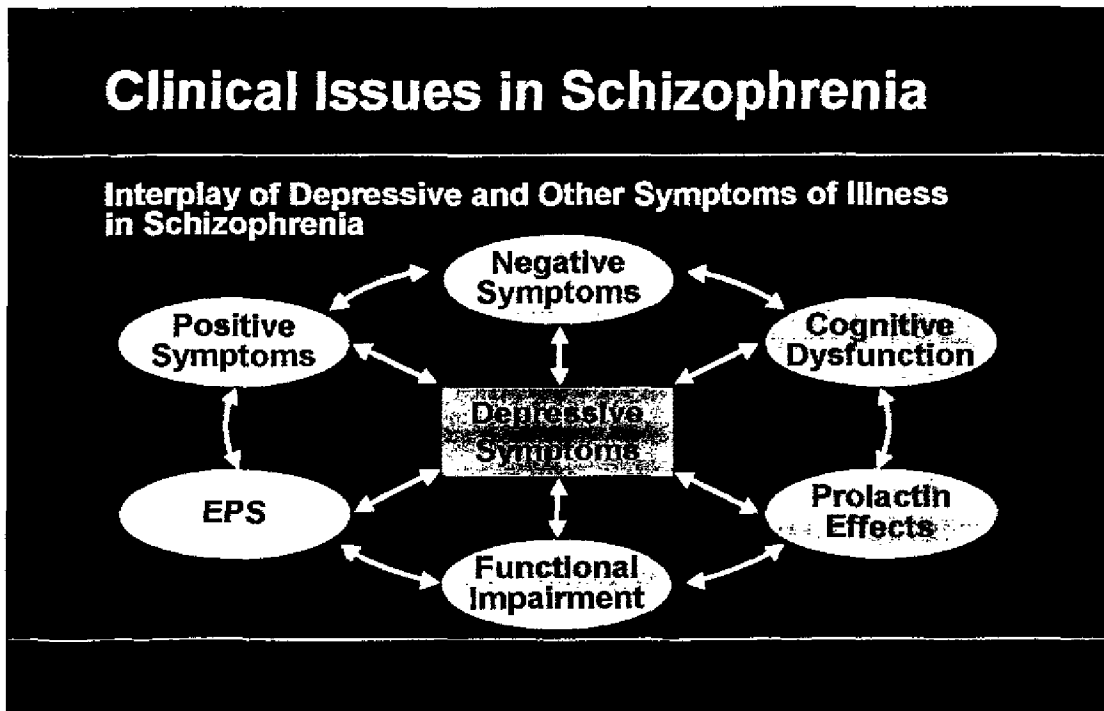 Clinical Issues in Schizophrenia
Interplay of Depressive and Other Symptoms of Illness
in Schizophrenia
Negative
Symptoms
Positive
Symptoms
Cognitive
Dysfunction
Depressive
Symptoms
EPS
Prolactin
Effects
Functional
Impairment